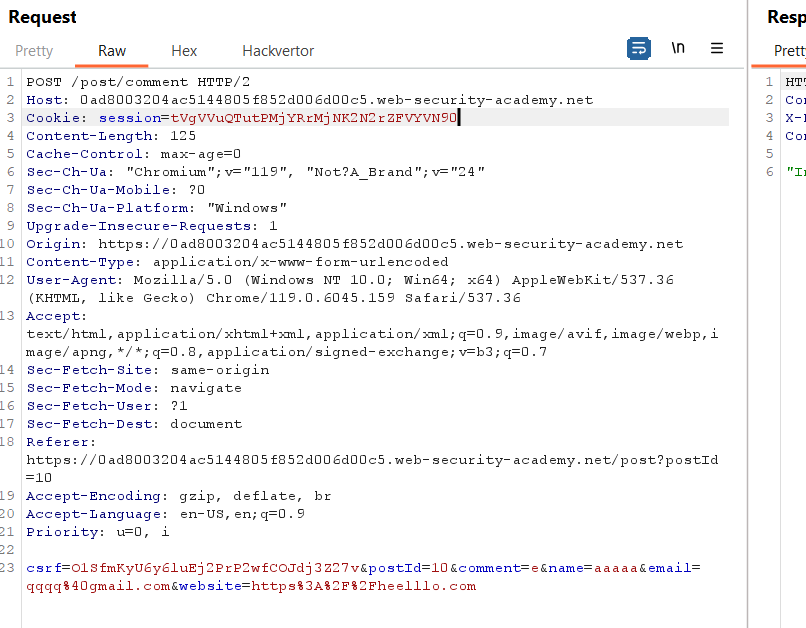 Request
Resp
Pretty
Raw
Hex
Hackvertor
\n
Prett
1 POST /post/comment HTTP/2
2 Host: 0ad8003204ac5144805f852d006d00c5.web-security-academy.net
3 Cookie: session=tVgVVuQTutPMjYRrMjNK2N2rZFVYVN90
4 Content-Length: 125
5 Cache-Control: max-age=0
6 Sec-Ch-Ua: "Chromium";v="119", "Not?A_Brand";v="24"
7 Sec-Ch-Ua-Mobile: ?0
8 Sec-Ch-Ua-Platform: "Windows"
9 Upgrade-Insecure-Requests: 1
10 Origin: https://0ad8003204ac5144805f852d006d00c5.web-security-academy.net
11 Content-Type: application/x-www-form-urlencoded
12 User-Agent: Mozilla/5.0 (Windows NT 10.0; Win64; x64) AppleWebKit/537.36
(KHTML, like Gecko) Chrome/119.0.6045.159 Safari/537.36
13 Accept:
text/html,application/xhtml+xml,application/xml;q=0.9,image/avif,image/webp,i
mage/apng,*/*;q=0.8,application/signed-exchange;v=b3;q=0.7
14 Sec-Fetch-Site: same-origin
15 Sec-Fetch-Mode: navigate
16 Sec-Fetch-User: ?1
17 Sec-Fetch-Dest: document
18 Referer:
https://0ad8003204ac5144805f852d006d00c5.web-security-academy.net/post?postId
=10
19 Accept-Encoding: gzip, deflate, br
20 Accept-Language: en-US,en;q=0.9
21 Priority: u=0, i
22
23 csrf=O1SfmKyU6y6luEj2PrP2wfCOJdj3Z27v&postId=10&comment=e&name=aaaaa&email=
qqqq%40gmail.com&website=https%3A%2F%2Fheelllo.com
1 HTT
2 Con
3 X-F
4 Con
5
6 "In